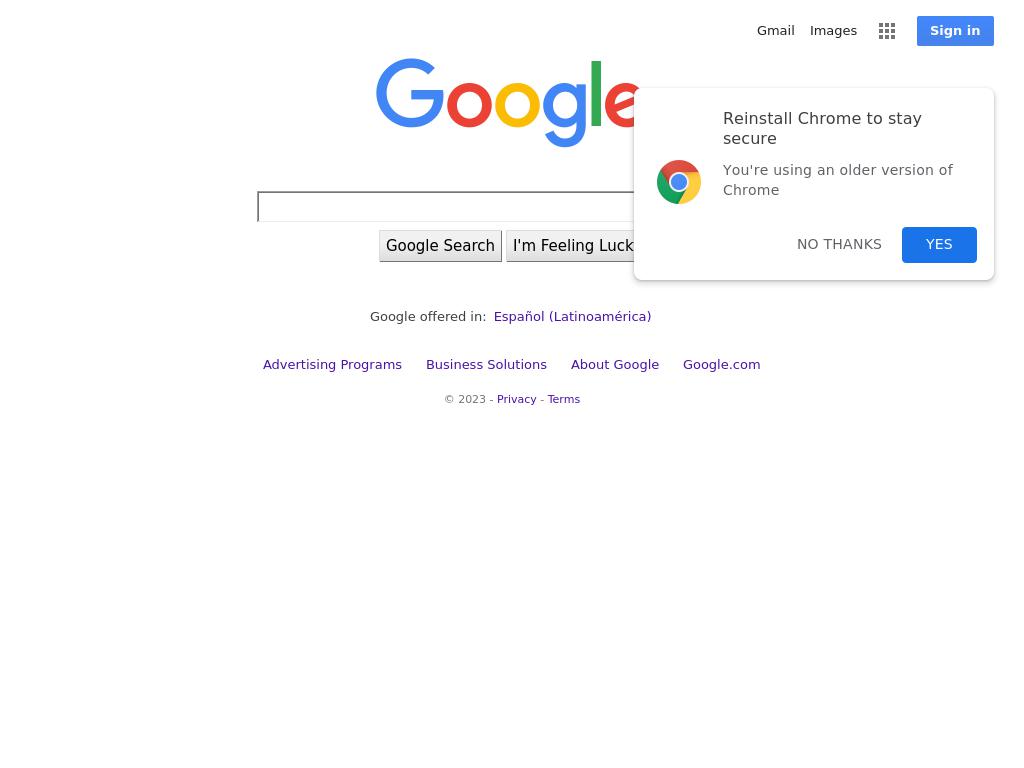 Gmail Images Sign in
Google
Reinstall Chrome to stay
secure
You're using an older version of
Chrome
NO THANKS YES
Google Search I'm Feeling Luck
Google offered in: Español (Latinoamérica)
Advertising Programs Business Solutions About Google Google.com
© 2023 - Privacy - Terms